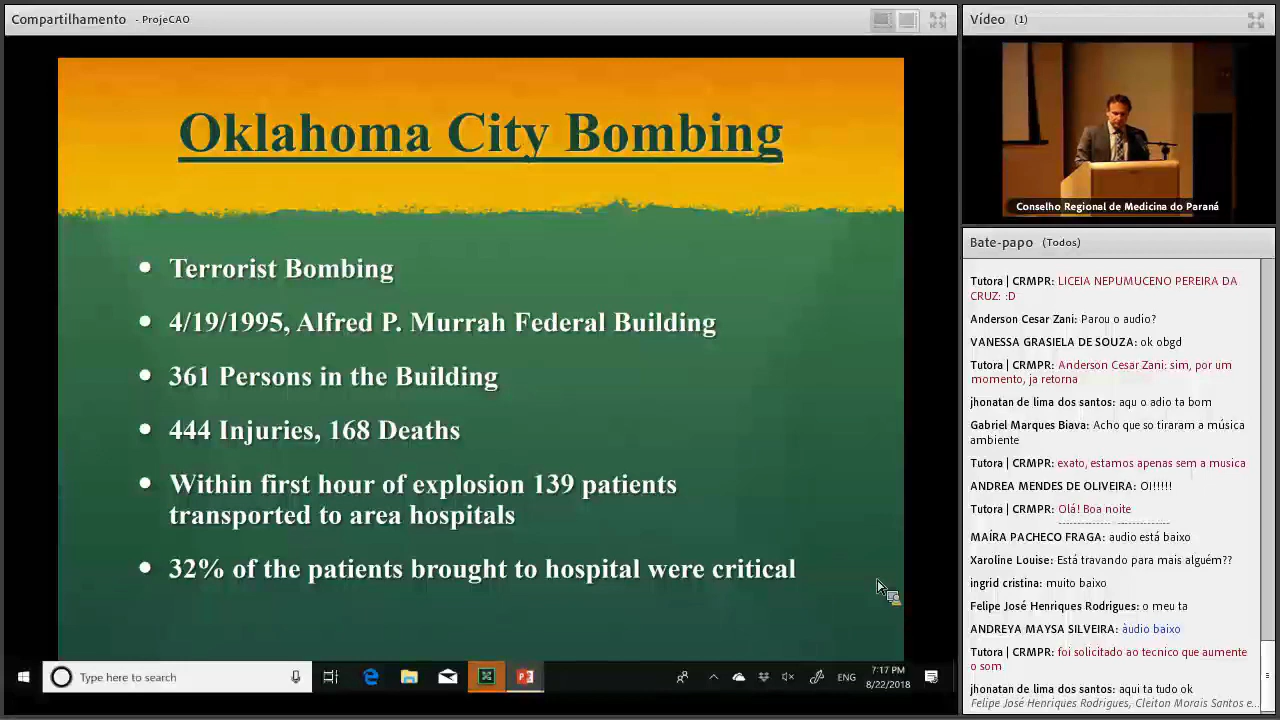 Compartilhamento - ProjeCAO
Oklahoma City Bombing
Terrorist Bombing
4/19/1995, Alfred P. Murrah Federal Building
361 Persons in the Building
444 Injuries, 168 Deaths
Within first hour of explosion 139 patients
transported to area hospitals
32% of the patients brought to hospital were critical
Type here to search
ENG
7:17 PM
8/22/2018
Vídeo (1)
Conselho Regional de Medicina do Paraná
Bate-papo (Todos)
Tutora | CRMPR: LICEIA NEPUMUCENO PEREIRA DA
CRUZ: :D
Anderson Cesar Zani: Parou o audio?
VANESSA GRASIELA DE SOUZA: ok obgd
Tutora | CRMPR: Anderson Cesar Zani: sim, por um
momento, ja retorna
jhonatan de lima dos santos: aqu o adio ta bom
Gabriel Marques Biava: Acho que so tiraram a música
ambiente
Tutora | CRMPR: exato, estamos apenas sem a musica
ANDREA MENDES DE OLIVEIRA: OI!!!!!
Tutora | CRMPR: Olá! Boa noite
MAÍRA PACHECO FRAGA: audio está baixo
Xaroline Louise: Está travando para mais alguém??
ingrid cristina: muito baixo
Felipe José Henriques Rodrigues: o meu ta
ANDREYA MAYSA SILVEIRA: àudio baixo
Tutora | CRMPR: foi solicitado ao tecnico que aumente
o som
jhonatan de lima dos santos: aqui ta tudo ok
Felipe José Henriques Rodrigues, Cleiton Morais Santos e...